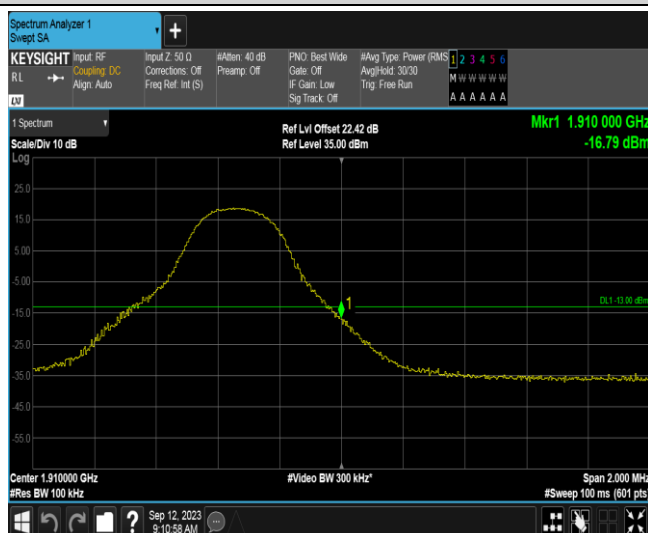 Spectrum Analyzer 1
Swept SA
+
KEYSIGHT
RL
LXI
Input: RF
Coupling: DC
Align: Auto
Input Z: 50 Ω
Corrections: Off
Freq Ref: Int (S)
#Atten: 40 dB
Preamp: Off
PNO: Best Wide
Gate: Off
IF Gain: Low
Sig Track: Off
#Avg Type: Power (RMS
Avg|Hold: 30/30
Trig: Free Run
1 2 3 4 5 6
M W W W W W
A A A A A A
1 Spectrum
Scale/Div 10 dB
Ref Lvl Offset 22.42 dB
Ref Level 35.00 dBm
Mkr1 1.910 000 GHz
-16.79 dBm
Log
25.0
15.0
5.00
-5.00
-15.0
-25.0
-35.0
-45.0
-55.0
1
DL1 -13.00 dBm
Center 1.910000 GHz
#Res BW 100 kHz
#Video BW 300 kHz*
Span 2.000 MHz
#Sweep 100 ms (601 pts)
?
Sep 12, 2023
9:10:58 AM